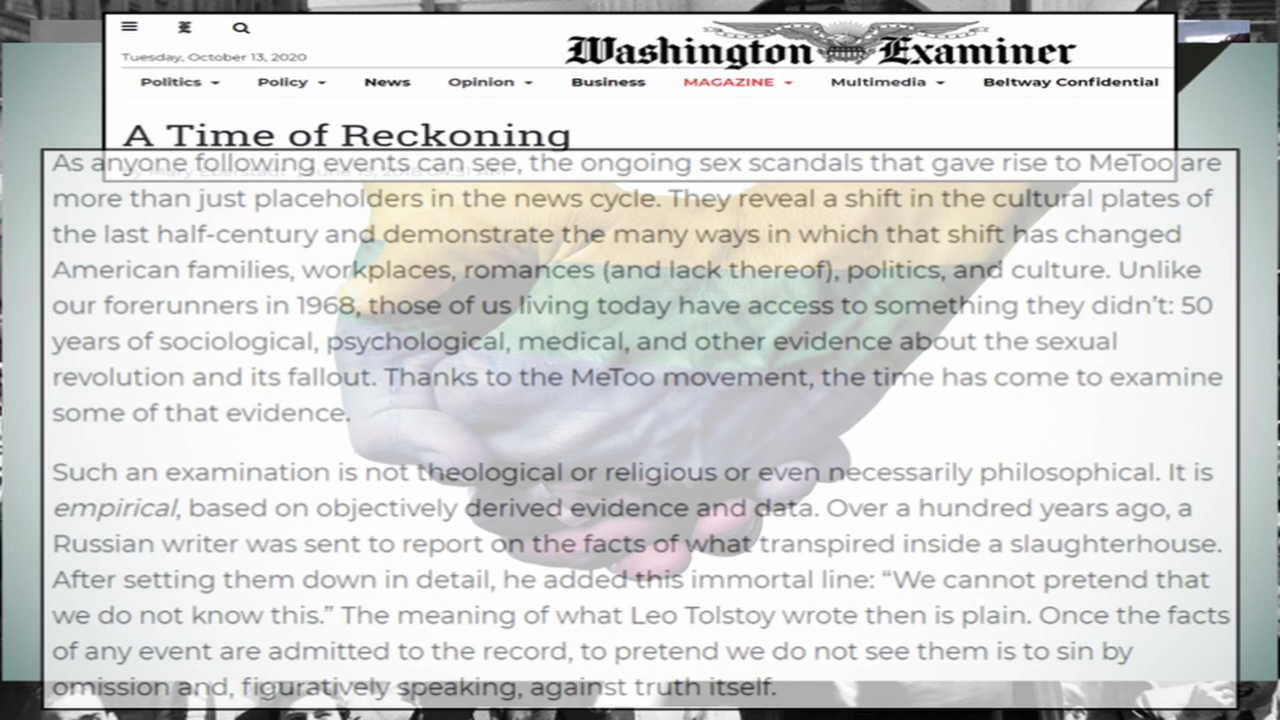 Washington Examiner
Tuesday, October 13, 2020
Politics Policy News Opinion Business MAGAZINE Multimedia Beltway Confidential
A Time of Reckoning
As anyone following events can see, the ongoing sex scandals that gave rise to MeToo are
more than just placeholders in the news cycle. They reveal a shift in the cultural plates of
the last half-century and demonstrate the many ways in which that shift has changed
American families, workplaces, romances (and lack thereof), politics, and culture. Unlike
our forerunners in 1968, those of us living today have access to something they didn’t: 50
years of sociological, psychological, medical, and other evidence about the sexual
revolution and its fallout. Thanks to the MeToo movement, the time has come to examine
some of that evidence.
Such an examination is not theological or religious or even necessarily philosophical. It is
empirical, based on objectively derived evidence and data. Over a hundred years ago, a
Russian writer was sent to report on the facts of what transpired inside a slaughterhouse.
After setting them down in detail, he added this immortal line: “We cannot pretend that
we do not know this.” The meaning of what Leo Tolstoy wrote then is plain. Once the facts
of any event are admitted to the record, to pretend we do not see them is to sin by
omission and, figuratively speaking, against truth itself.